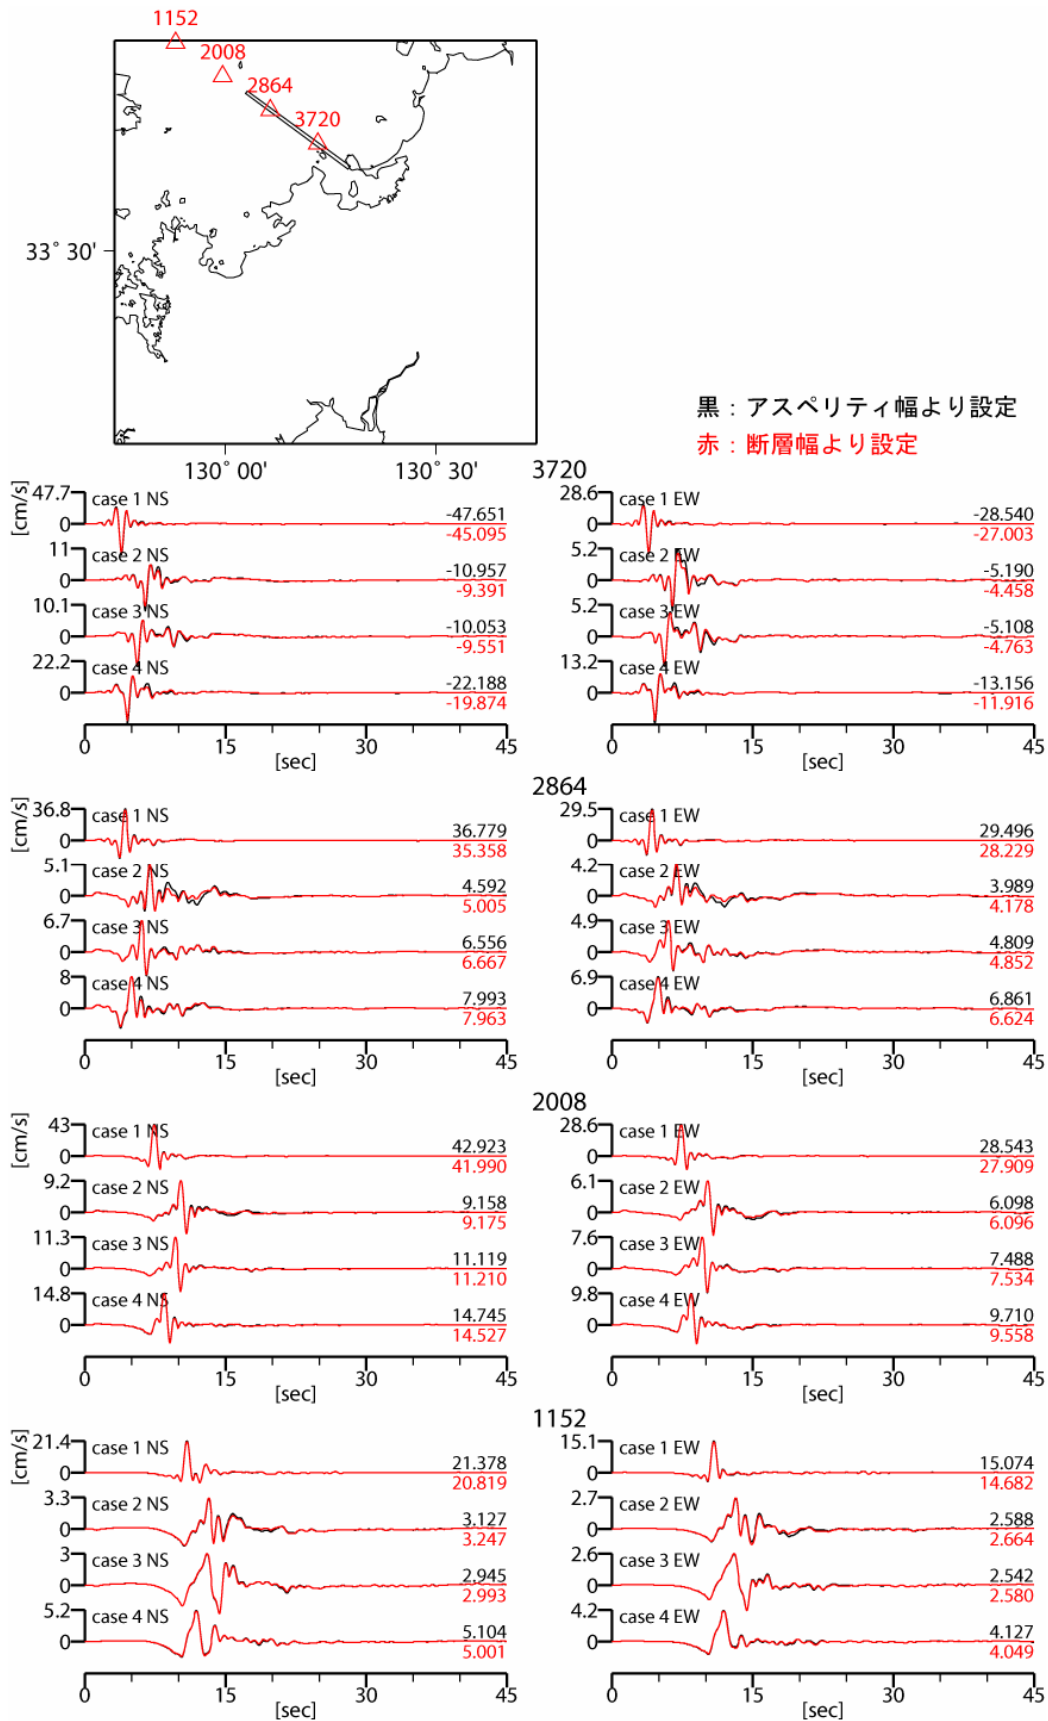 1152
2008
2864
3720
33° 30'
130° 00'
130° 30'
黒：アスペリティ幅より設定
赤：断層幅より設定
3720
[cm/s]
47.7
0
case 1 NS
-47.651
-45.095
28.6
0
case 1 EW
-28.540
-27.003
11
0
case 2 NS
-10.957
-9.391
5.2
0
case 2 EW
-5.190
-4.458
10.1
0
case 3 NS
-10.053
-9.551
5.2
0
case 3 EW
-5.108
-4.763
22.2
0
case 4 NS
-22.188
-19.874
13.2
0
case 4 EW
-13.156
-11.916
0 15 30 45
[sec]
0 15 30 45
[sec]
2864
[cm/s]
36.8
0
case 1 NS
36.779
35.358
29.5
0
case 1 EW
29.496
28.229
5.1
0
case 2 NS
4.592
5.005
4.2
0
case 2 EW
3.989
4.178
6.7
0
case 3 NS
6.556
6.667
4.9
0
case 3 EW
4.809
4.852
8
0
case 4 NS
7.993
7.963
6.9
0
case 4 EW
6.861
6.624
0 15 30 45
[sec]
0 15 30 45
[sec]
2008
[cm/s]
43
0
case 1 NS
42.923
41.990
28.6
0
case 1 EW
28.543
27.909
9.2
0
case 2 NS
9.158
9.175
6.1
0
case 2 EW
6.098
6.096
11.3
0
case 3 NS
11.119
11.210
7.6
0
case 3 EW
7.488
7.534
14.8
0
case 4 NS
14.745
14.527
9.8
0
case 4 EW
9.710
9.558
0 15 30 45
[sec]
0 15 30 45
[sec]
1152
[cm/s]
21.4
0
case 1 NS
21.378
20.819
15.1
0
case 1 EW
15.074
14.682
3.3
0
case 2 NS
3.127
3.247
2.7
0
case 2 EW
2.588
2.664
3
0
case 3 NS
2.945
2.993
2.6
0
case 3 EW
2.542
2.580
5.2
0
case 4 NS
5.104
5.001
4.2
0
case 4 EW
4.127
4.049
0 15 30 45
[sec]
0 15 30 45
[sec]